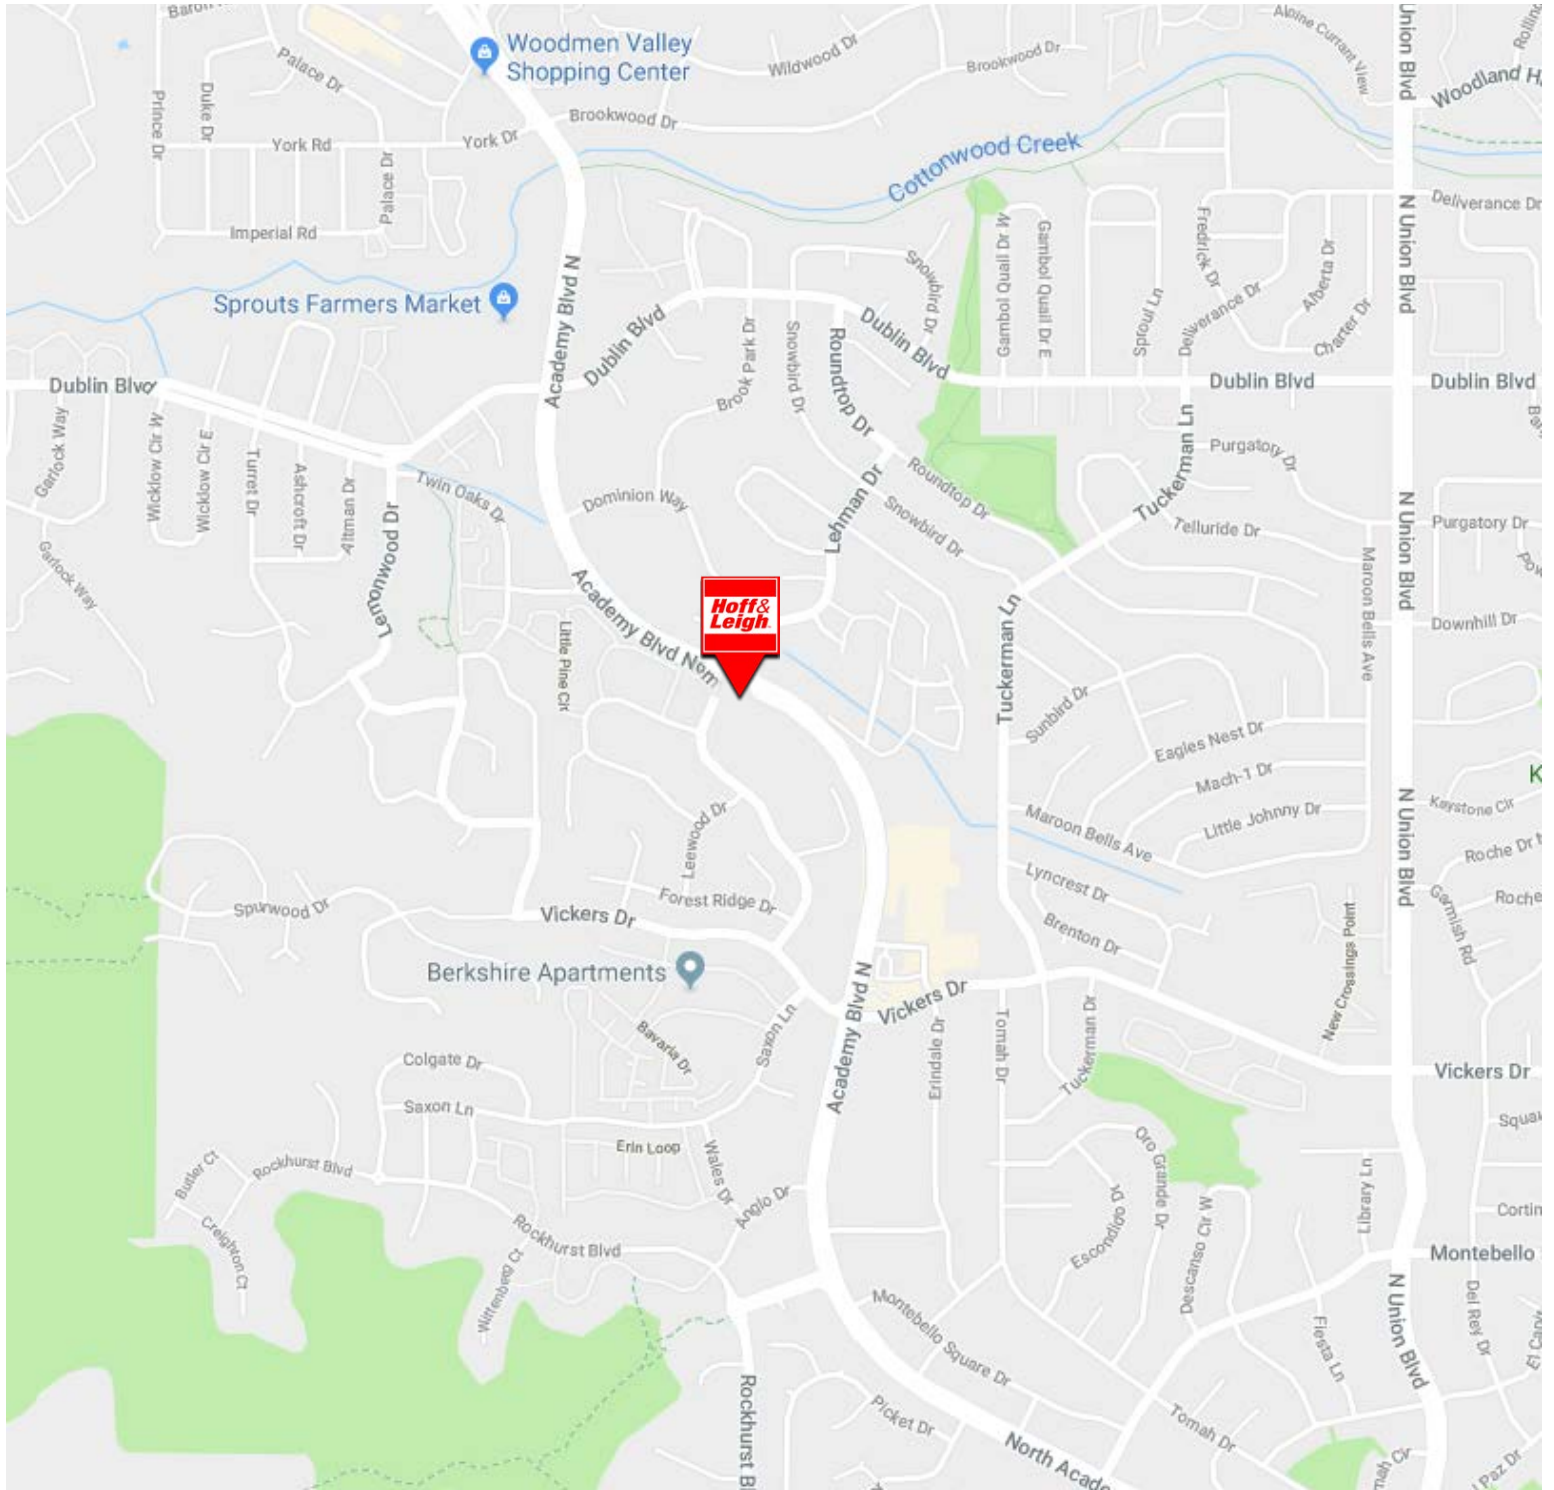 Palace Dr
Woodmen Valley
Shopping Center
Wildwood Dr
Brookwood Dr
Alpine Currant View
Union Blvd
Union Blvd
Woodland
Prince Dr
Duke Dr
York Rd
York Dr
Brookwood Dr
Palace Dr
Imperial Rd
Cottonwood Creek
Deliverance Dr
N Union Blvd
Gambol Quail Dr W
Gambol Quail Dr E
Fredrick Dr
Sproul Ln
Deliverance Dr
Alberta Dr
Charter Dr
Snowbird Dr
Sprouts Farmers Market
Academy Blvd N
Dublin Blvd
Brook Park Dr
Snowbird Dr
Roundtop Dr
Dublin Blvd
Dublin Blvd
Dublin Blvd
Dublin Blvd
Garlock Way
Wicklow Cir W
Wicklow Cir E
Turret Dr
Ashcroft Dr
Altman Dr
Twin Oaks Dr
Dominion Way
Lehman Dr
Roundtop Dr
Snowbird Dr
Tuckerman Ln
Purgatory Dr
Telluride Dr
N Union Blvd
Purgatory Dr
Garlock Way
Lemonwood Dr
Academy Blvd Nom
Hoff&
Leigh
Little Pine Cir
Tuckerman Ln
Maroon Bells Ave
Downhill Dr
Sunbird Dr
Eagles Nest Dr
Mach-1 Dr
Little Johnny Dr
Maroon Bells Ave
N Union Blvd
Keystone Cir
Roche Dr
Roche
Leewood Dr
Forest Ridge Dr
Lyncrest Dr
Brenton Dr
New Crossings Point
Garmish Rd
Spurwood Dr
Vickers Dr
Berkshire Apartments
Academy Blvd N
Vickers Dr
Bavaria Dr
Saxon Ln
Erindale Dr
Tomah Dr
Tuckerman Dr
Vickers Dr
Colgate Dr
Saxon Ln
Erin Loop
Wales Dr
Anglo Dr
Butler Ct
Rockhurst Blvd
Creighton Ct
Rockhurst Blvd
Wittenberg Ct
Oro Grande Dr
Escondido Dr
Descanso Cir W
Library Ln
Montebello
Fiesta Ln
N Union Blvd
Del Rey Dr
Montebello Square Dr
Picket Dr
North Acade
Tomah Dr
Rockhurst Bl